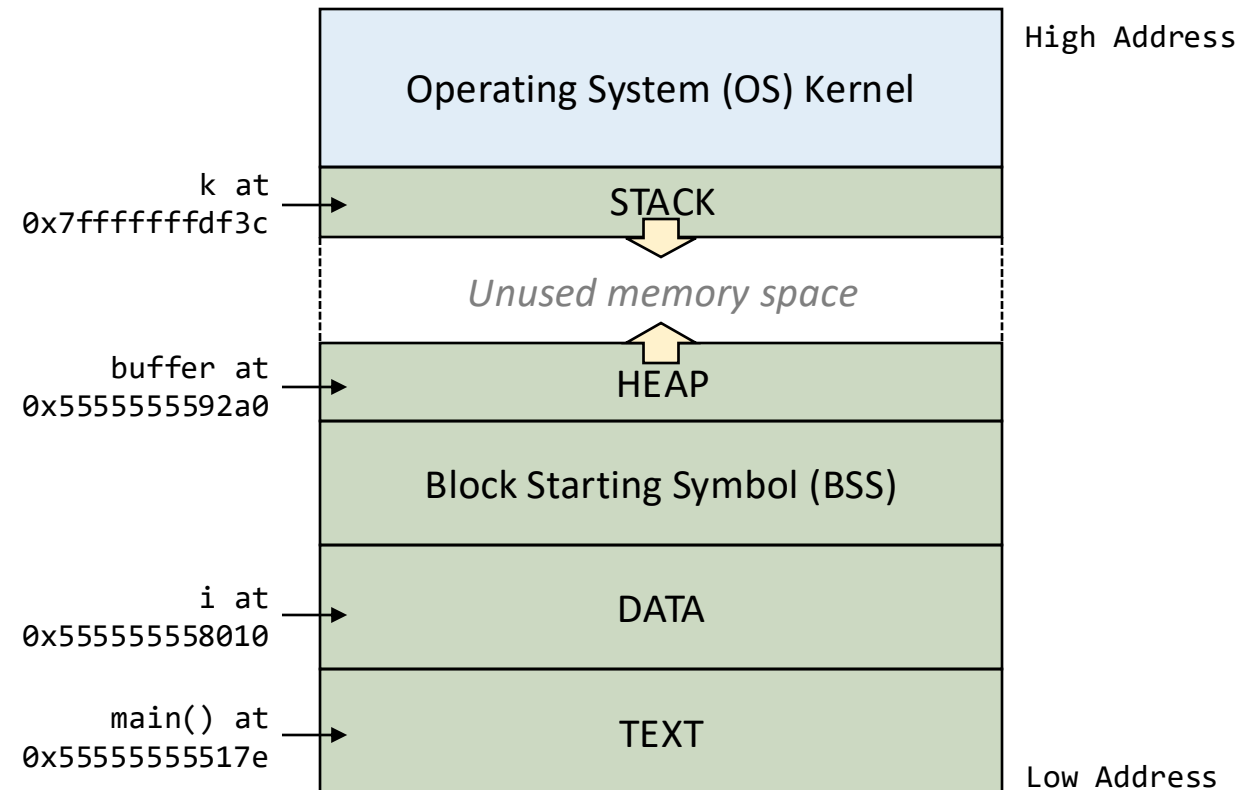 High Address
Operating System (OS) Kernel
k at
0x7fffffffdf3c
STACK
Unused memory space
buffer at
0x5555555592a0
HEAP
Block Starting Symbol (BSS)
i at
0x555555558010
DATA
main() at
0x55555555517e
TEXT
Low Address